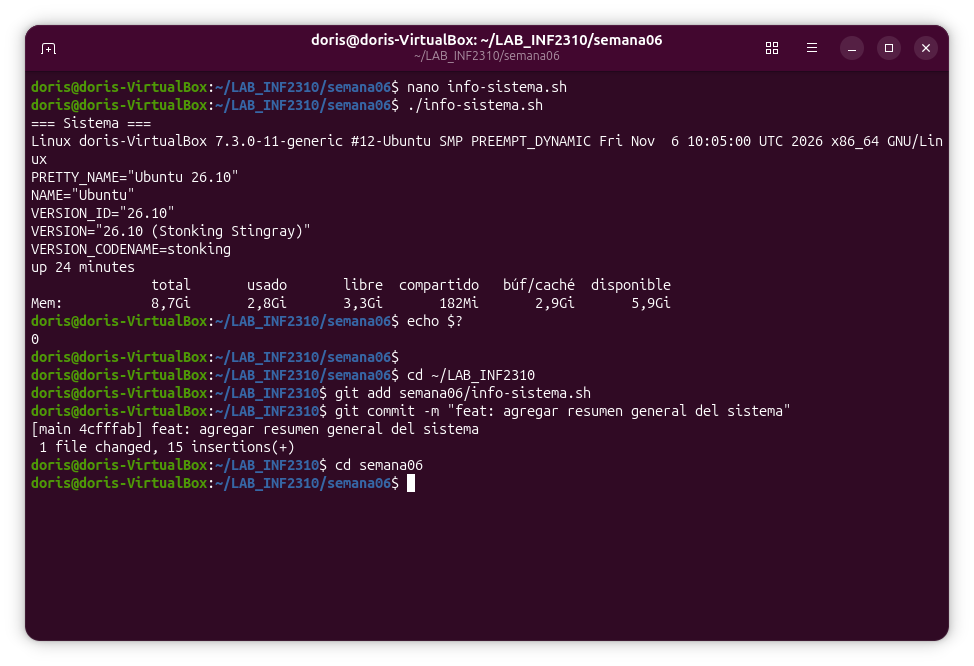 doris@doris-VirtualBox: ~/LAB_INF2310/semana06
~/LAB_INF2310/semana06
doris@doris-VirtualBox:~/LAB_INF2310/semana06$ nano info-sistema.sh
doris@doris-VirtualBox:~/LAB_INF2310/semana06$ ./info-sistema.sh
=== Sistema ===
Linux doris-VirtualBox 7.3.0-11-generic #12-Ubuntu SMP PREEMPT_DYNAMIC Fri Nov  6 10:05:00 UTC 2026 x86_64 GNU/Lin
ux
PRETTY_NAME="Ubuntu 26.10"
NAME="Ubuntu"
VERSION_ID="26.10"
VERSION="26.10 (Stonking Stingray)"
VERSION_CODENAME=stonking
up 24 minutes
               total       usado       libre  compartido   búf/caché  disponible
Mem:           8,7Gi       2,8Gi       3,3Gi       182Mi       2,9Gi       5,9Gi
doris@doris-VirtualBox:~/LAB_INF2310/semana06$ echo $?
0
doris@doris-VirtualBox:~/LAB_INF2310/semana06$
doris@doris-VirtualBox:~/LAB_INF2310/semana06$ cd ~/LAB_INF2310
doris@doris-VirtualBox:~/LAB_INF2310$ git add semana06/info-sistema.sh
doris@doris-VirtualBox:~/LAB_INF2310$ git commit -m "feat: agregar resumen general del sistema"
[main 4cfffab] feat: agregar resumen general del sistema
 1 file changed, 15 insertions(+)
doris@doris-VirtualBox:~/LAB_INF2310$ cd semana06
doris@doris-VirtualBox:~/LAB_INF2310/semana06$